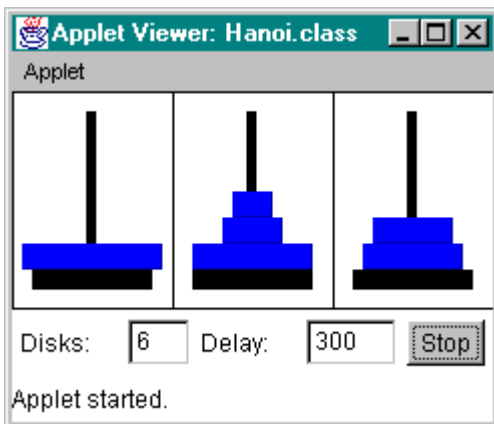 Applet Viewer: Hanoi.class
Applet
Disks: 6 Delay: 300 Stop
Applet started.